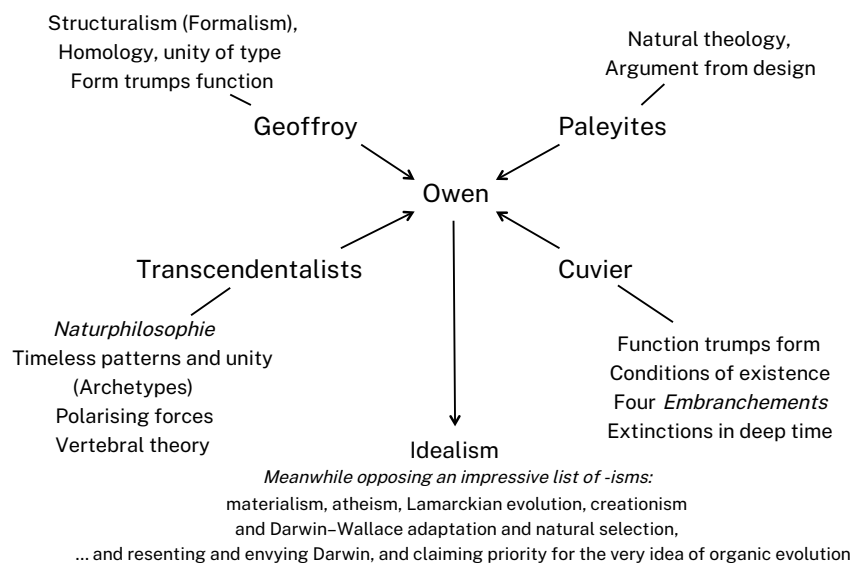 Structuralism (Formalism),
Homology, unity of type
Form trumps function
Geoffroy
Natural theology,
Argument from design
Paleyites
Owen
Transcendentalists
Naturphilosophie
Timeless patterns and unity
(Archetypes)
Polarising forces
Vertebral theory
Cuvier
Function trumps form
Conditions of existence
Four Embranchements
Extinctions in deep time
Idealism
Meanwhile opposing an impressive list of -isms:
materialism, atheism, Lamarckian evolution, creationism
and Darwin–Wallace adaptation and natural selection,
... and resenting and envying Darwin, and claiming priority for the very idea of organic evolution